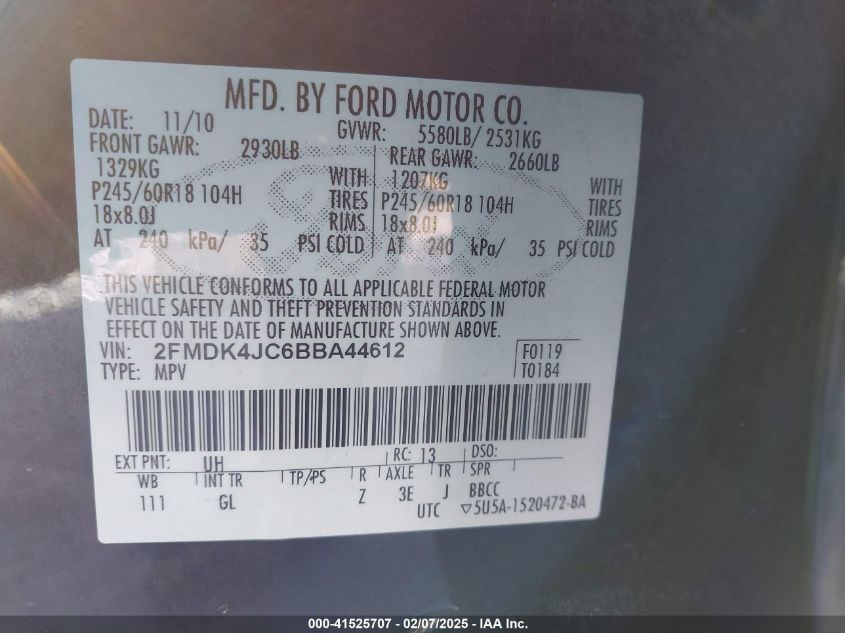 MFD. BY FORD MOTOR CO.
DATE: 11/10 GVWR: 5580LB/ 2531KG
FRONT GAWR: 2930LB REAR GAWR: 2660LB
1329KG WITH 1207KG WITH
P245/60R18 104H TIRES P245/60R18 104H TIRES
18x8.0J RIMS 18x8.0J RIMS
AT 240 kPa/ 35 PSI COLD AT 240 kPa/ 35 PSI COLD
THIS VEHICLE CONFORMS TO ALL APPLICABLE FEDERAL MOTOR
VEHICLE SAFETY AND THEFT PREVENTION STANDARDS IN
EFFECT ON THE DATE OF MANUFACTURE SHOWN ABOVE.
VIN: 2FMDK4JC6BBA44612 F0119
TYPE: MPV T0184
EXT PNT: UH RC: 13 DSO:
WB INT TR TP/PS R AXLE TR SPR
111 GL Z 3E J BBCC
UTC ▽5U5A-1520472-BA
000-41525707 - 02/07/2025 - IAA Inc.